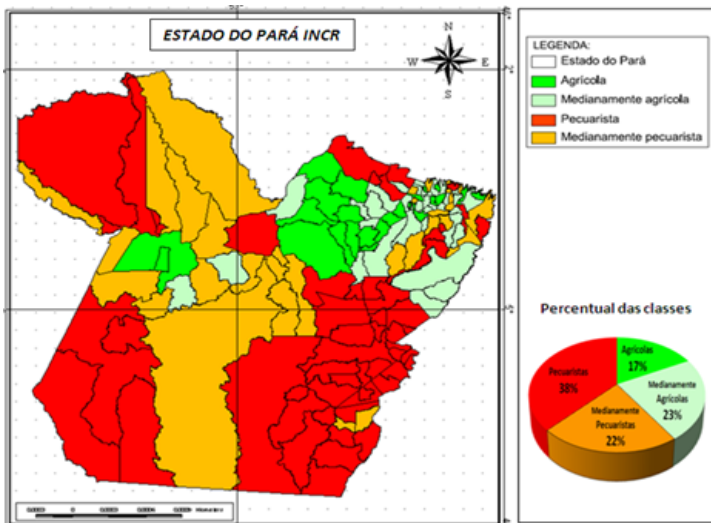 ESTADO DO PARÁ INCR
N
W
E
S
LEGENDA:
Estado do Pará
Agrícola
Medianamente agrícola
Pecuarista
Medianamente pecuarista
Percentual das classes
Agrícolas
17%
Medianamente
Agrícolas
23%
Medianamente
Pecuaristas
22%
Pecuaristas
38%